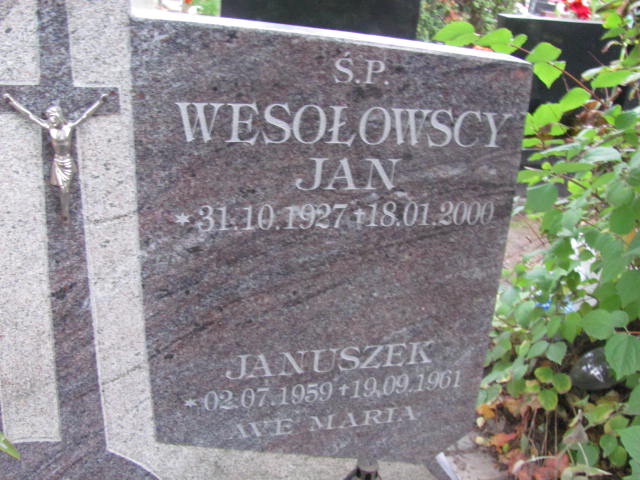 Ś.P.
WESOŁOWSCY
JAN
*31.10.1927 †18.01.2000
JANUSZEK
*02.07.1959 †19.09.1961
AVE MARIA